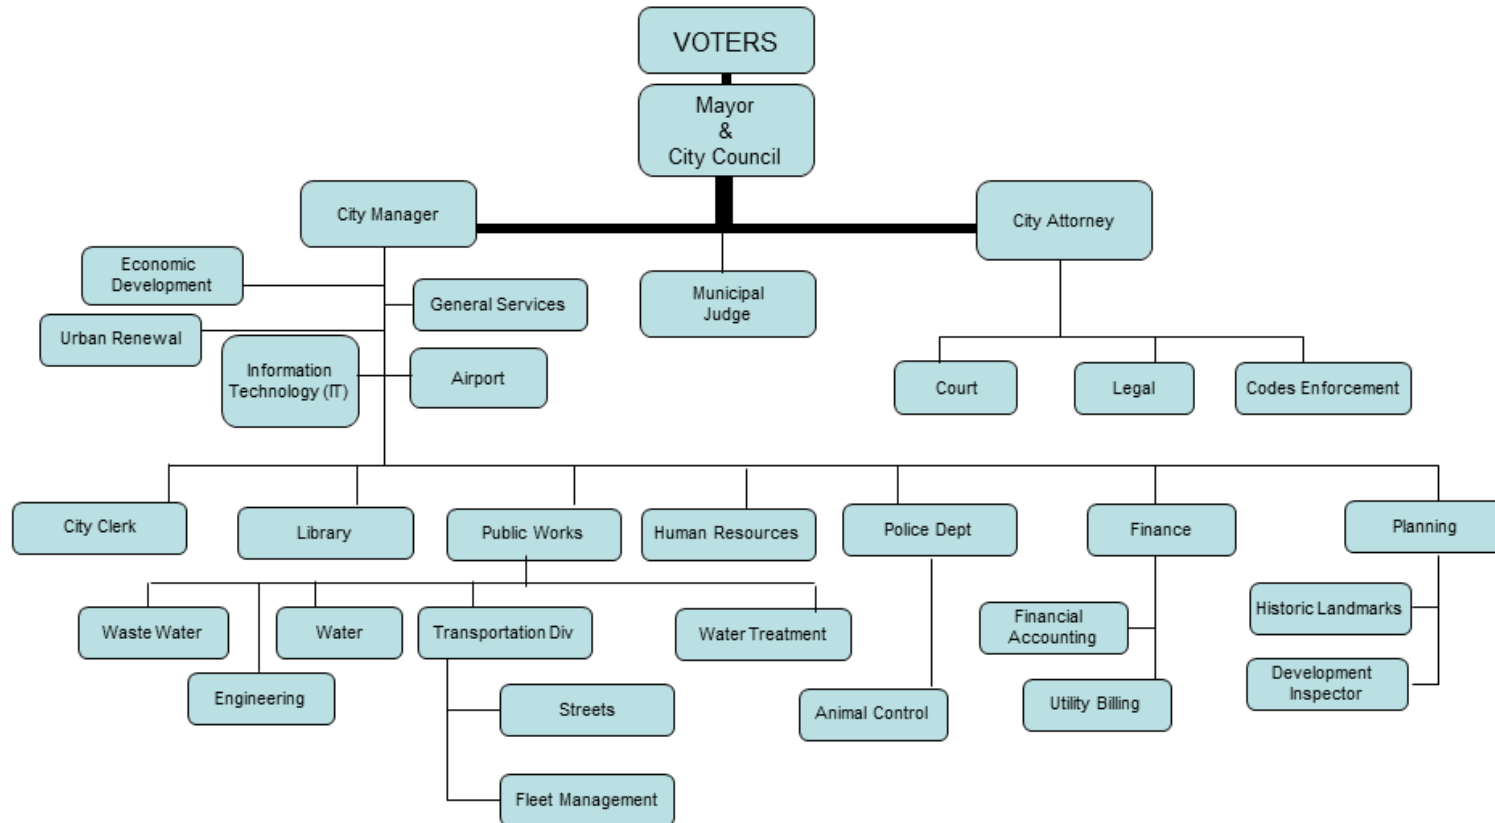 VOTERS
Mayor
&
City Council
City Manager
City Attorney
Economic
Development
General Services
Municipal
Judge
Urban Renewal
Information
Technology (IT)
Airport
Court
Legal
Codes Enforcement
City Clerk
Library
Public Works
Human Resources
Police Dept
Finance
Planning
Waste Water
Water
Transportation Div
Water Treatment
Financial
Accounting
Historic Landmarks
Engineering
Streets
Animal Control
Utility Billing
Development
Inspector
Fleet Management